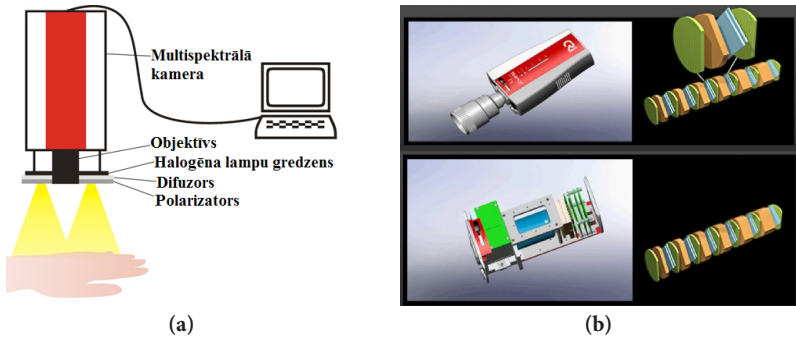 Multispektrālā
kamera
Objektīvs
Halogēna lampu gredzens
Difuzors
Polarizators
(a)
(b)